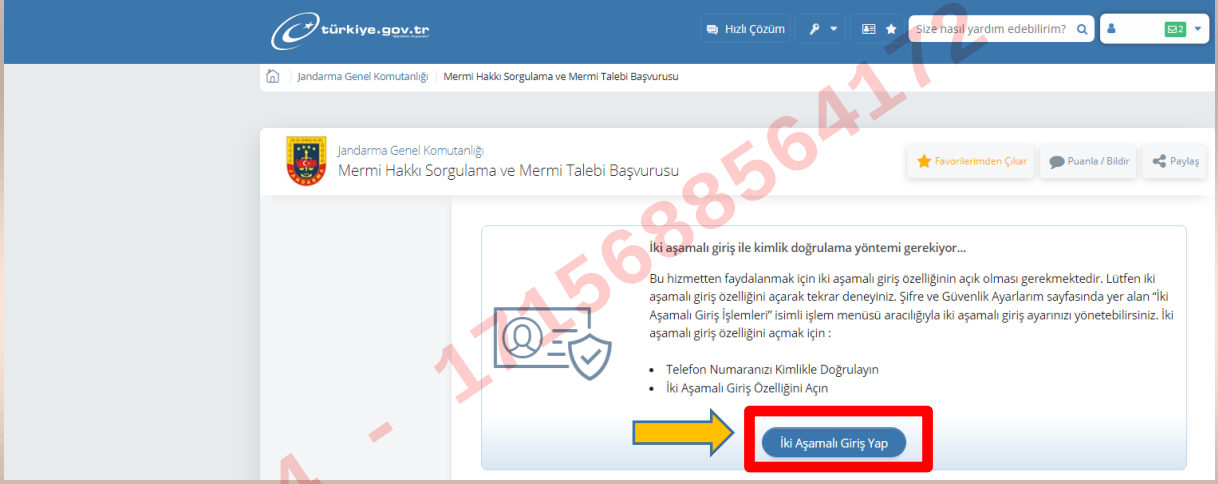 türkiye.gov.tr
Hızlı Çözüm
Size nasıl yardım edebilirim?
2
Jandarma Genel Komutanlığı
Mermi Hakkı Sorgulama ve Mermi Talebi Başvurusu
Jandarma Genel Komutanlığı
Mermi Hakkı Sorgulama ve Mermi Talebi Başvurusu
Favorilerimden Çıkar
Puanla / Bildir
Paylaş
İki aşamalı giriş ile kimlik doğrulama yöntemi gerekiyor...
Bu hizmetten faydalanmak için iki aşamalı giriş özelliğinin açık olması gerekmektedir. Lütfen iki
aşamalı giriş özelliğini açarak tekrar deneyiniz. Şifre ve Güvenlik Ayarlarım sayfasında yer alan "İki
Aşamalı Giriş İşlemleri" isimli işlem menüsü aracılığıyla iki aşamalı giriş ayarınızı yönetebilirsiniz. İki
aşamalı giriş özelliğini açmak için :
• Telefon Numaranızı Kimlikle Doğrulayın
• İki Aşamalı Giriş Özelliğini Açın
İki Aşamalı Giriş Yap
4 - 17156885564172